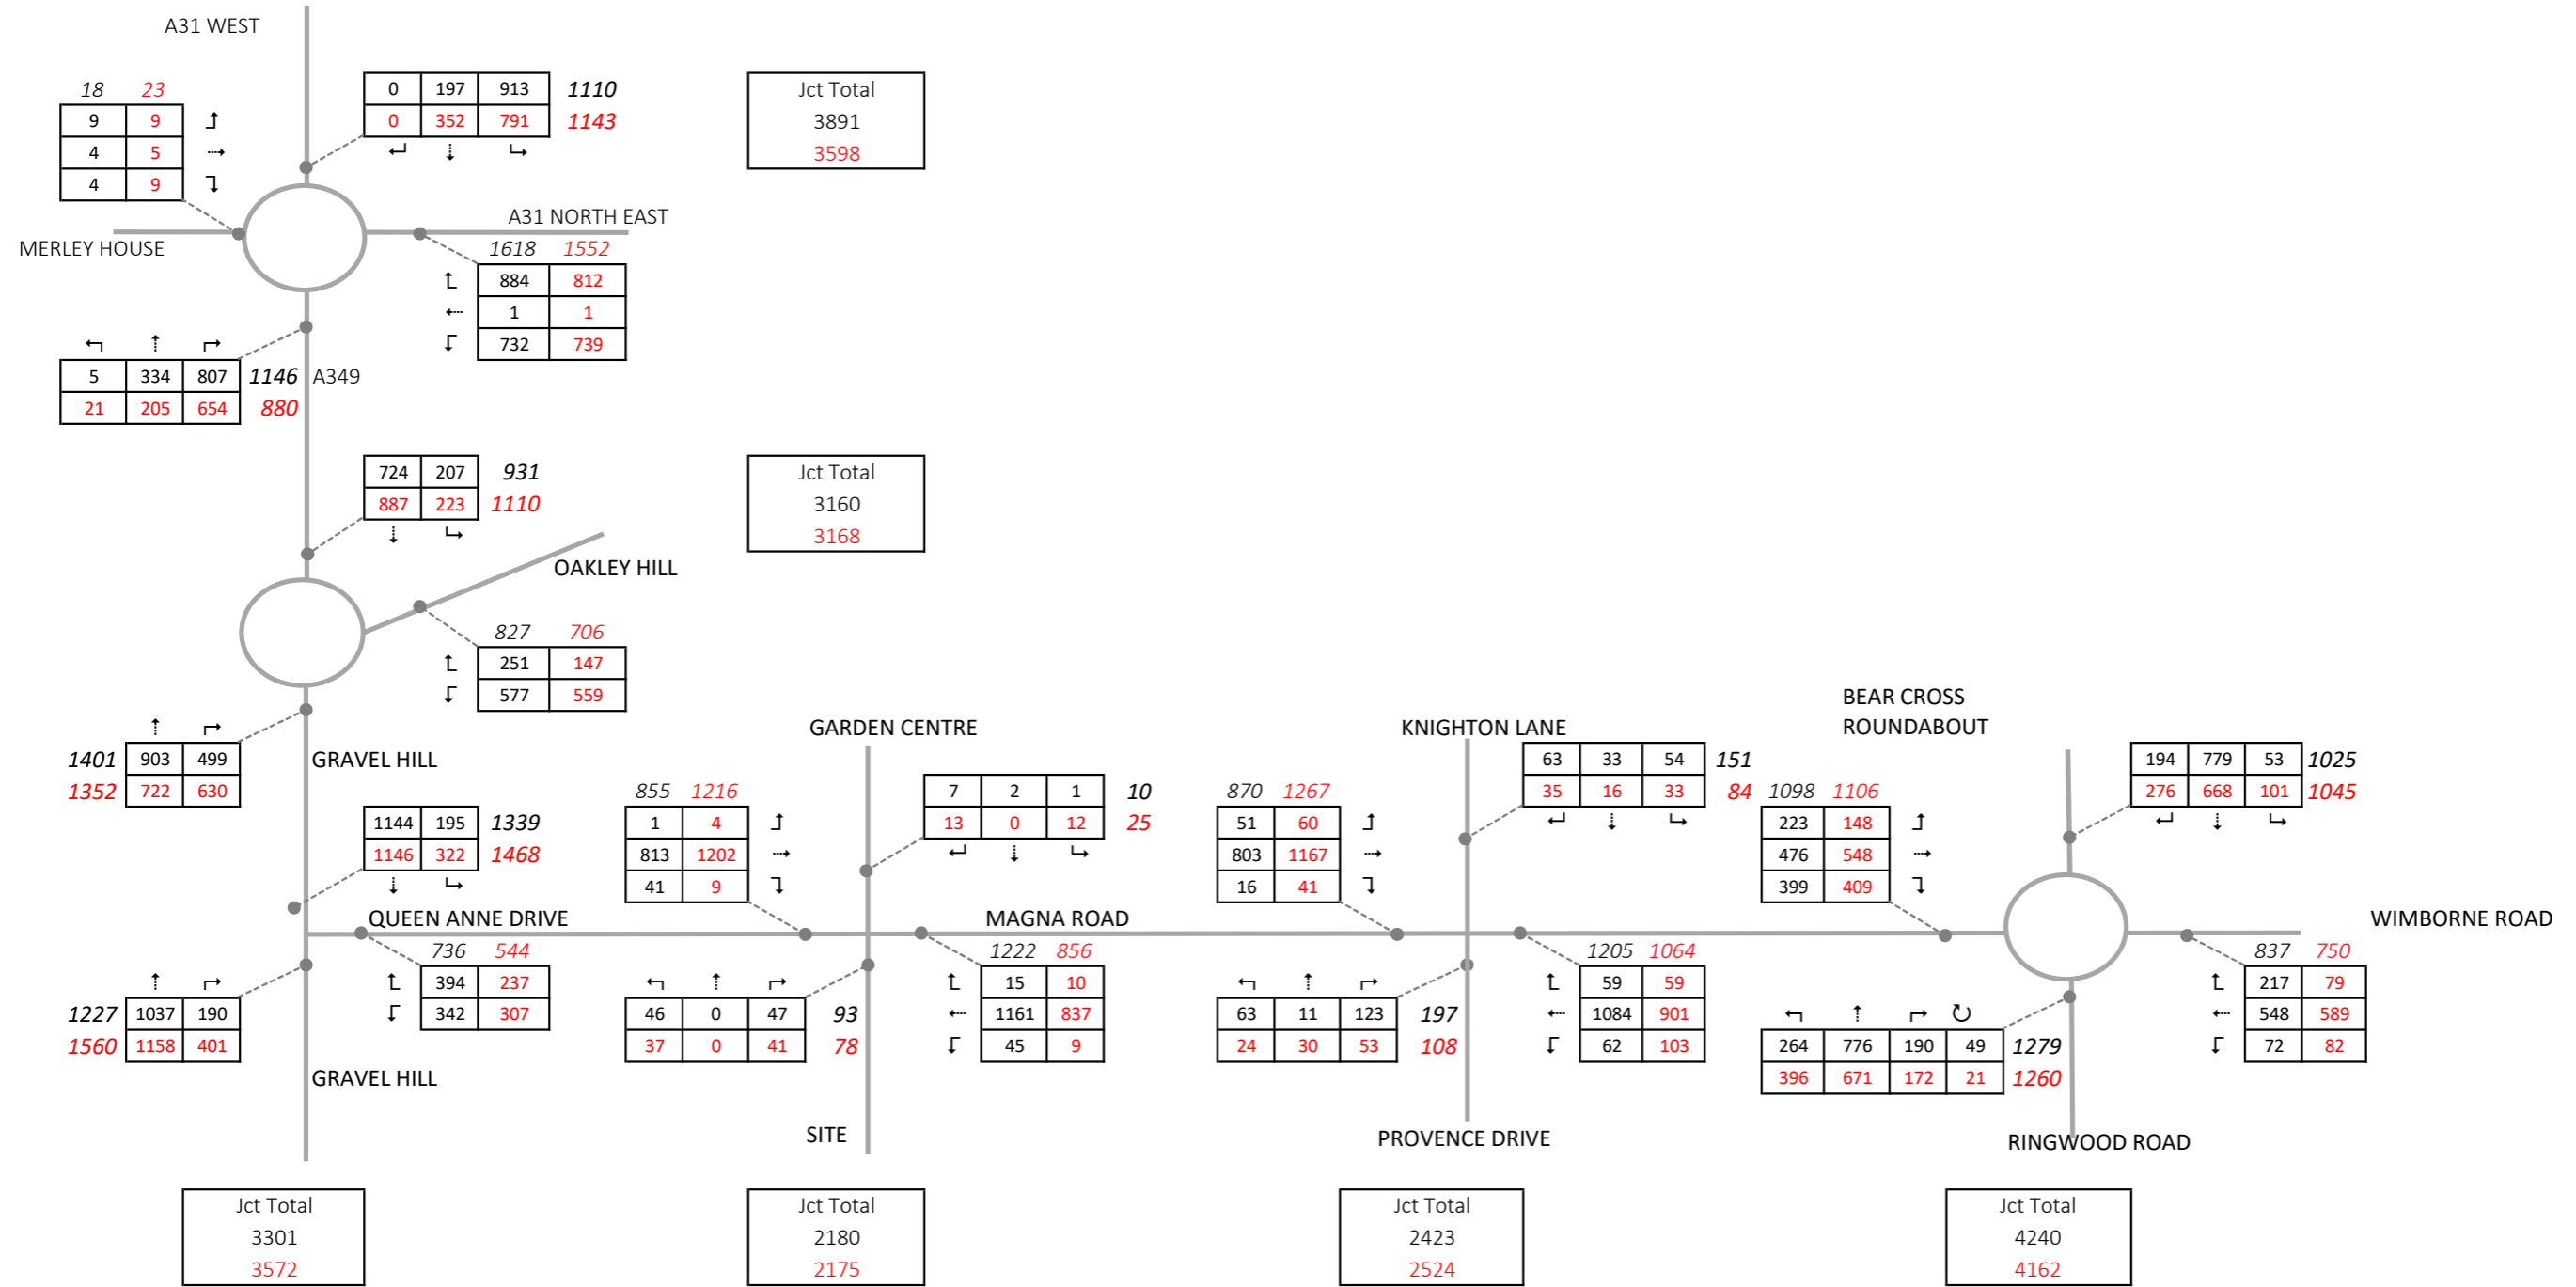 A31 WEST
18 23
9 9
4 5
4 9
0 197 913 1110
0 352 791 1143
Jct Total
3891
3598
MERLEY HOUSE
A31 NORTH EAST
1618 1552
884 812
1 1
732 739
5 334 807 1146
21 205 654 880
A349
724 207 931
887 223 1110
Jct Total
3160
3168
OAKLEY HILL
827 706
251 147
577 559
1401 903 499
1352 722 630
GRAVEL HILL
1144 195 1339
1146 322 1468
QUEEN ANNE DRIVE
736 544
394 237
342 307
1227 1037 190
1560 1158 401
GRAVEL HILL
Jct Total
3301
3572
GARDEN CENTRE
855 1216
1 4
813 1202
41 9
7 2 1 10
13 0 12 25
MAGNA ROAD
1222 856
15 10
1161 837
45 9
46 0 47 93
37 0 41 78
SITE
Jct Total
2180
2175
KNIGHTON LANE
870 1267
51 60
803 1167
16 41
63 33 54 151
35 16 33 84
1205 1064
59 59
1084 901
62 103
63 11 123 197
24 30 53 108
PROVENCE DRIVE
Jct Total
2423
2524
BEAR CROSS
ROUNDABOUT
1098 1106
223 148
476 548
399 409
194 779 53 1025
276 668 101 1045
WIMBORNE ROAD
837 750
217 79
548 589
72 82
264 776 190 49 1279
396 671 172 21 1260
RINGWOOD ROAD
Jct Total
4240
4162